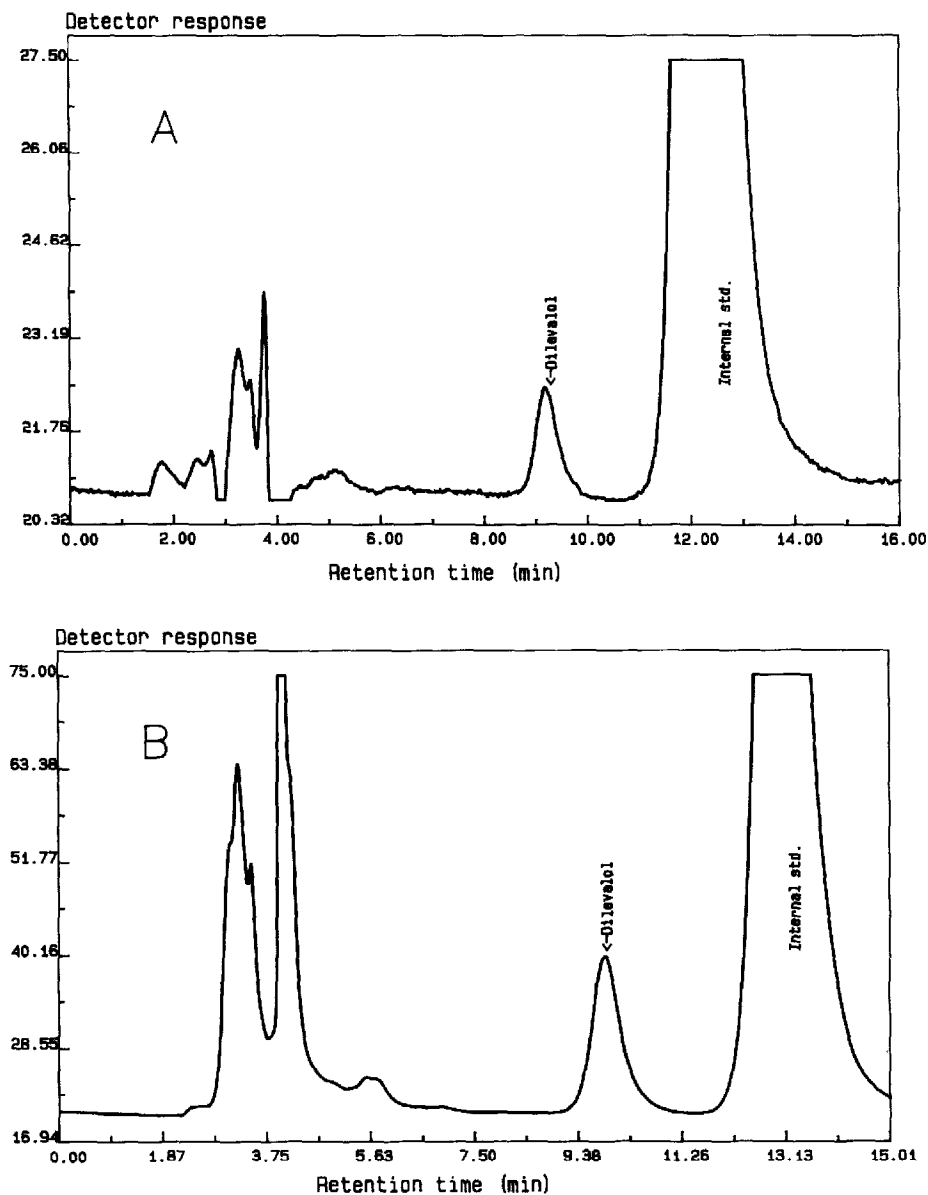 Detector response
27.50
A
26.06
24.62
23.19
<-Dilevalol
Internal std.
21.75
20.32
0.00 2.00 4.00 6.00 8.00 10.00 12.00 14.00 16.00
Retention time (min)
Detector response
75.00
B
63.38
51.77
<-Dilevalol
Internal std.
40.16
28.55
16.94
0.00 1.87 3.75 5.63 7.50 9.38 11.26 13.13 15.01
Retention time (min)